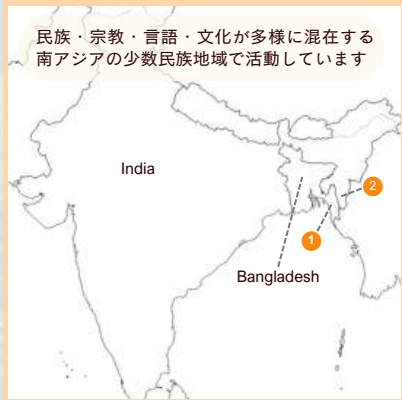 民族・宗教・言語・文化が多様に混在する
南アジアの少数民族地域で活動しています
India
2
1
Bangladesh